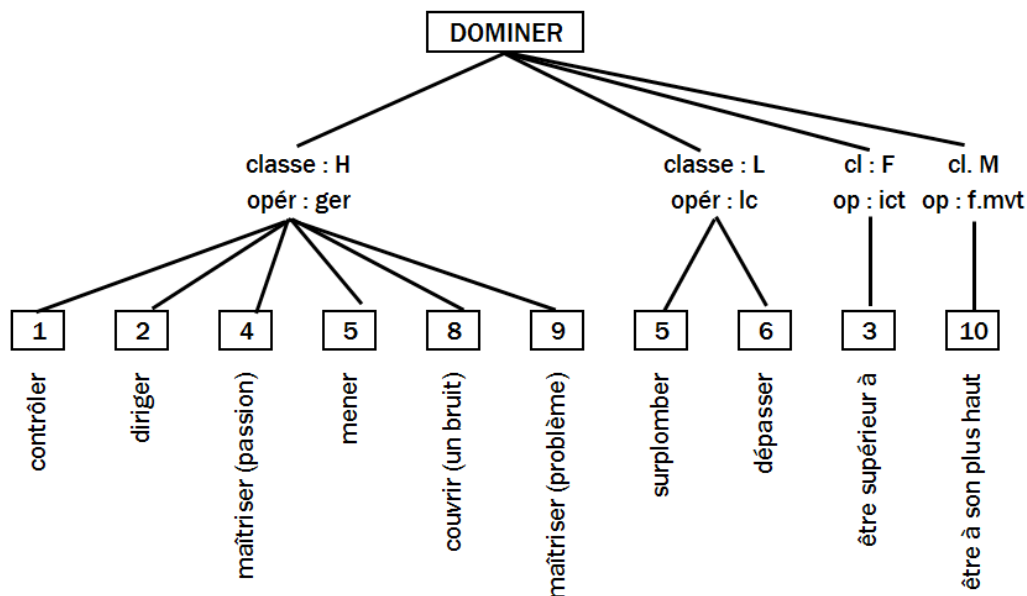 DOMINER
classe : H
opér : ger
classe : L
opér : lc
cl : F
op : ict
cl. M
op : f.mvt
1
2
4
5
8
9
5
6
3
10
contrôler
diriger
maîtriser (passion)
mener
couvrir (un bruit)
maîtriser (problème)
surplomber
dépasser
être supérieur à
être à son plus haut